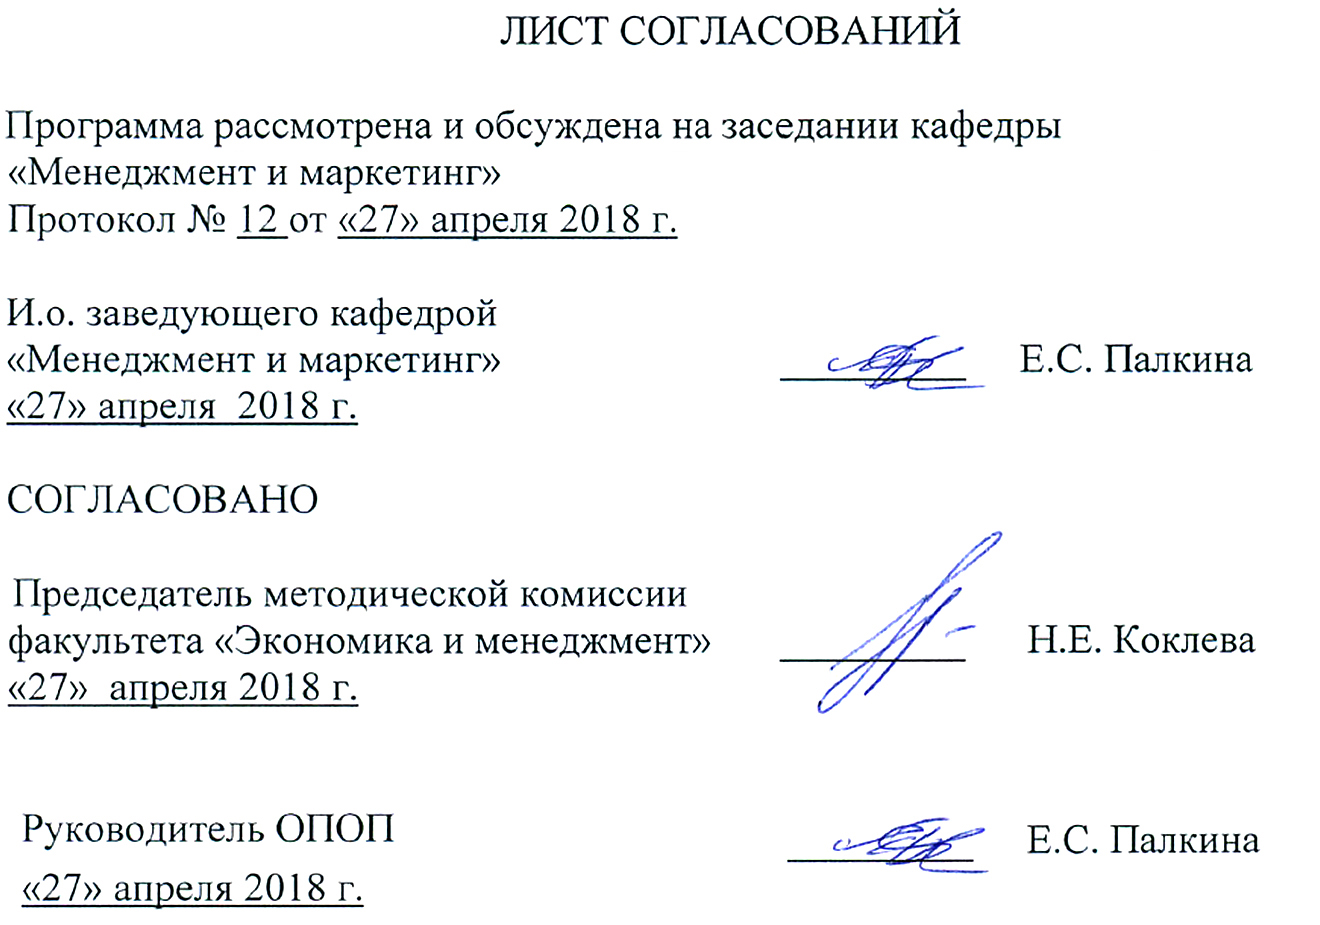 ЛИСТ СОГЛАСОВАНИЙ
Программа рассмотрена и обсуждена на заседании кафедры
«Менеджмент и маркетинг»
Протокол № 12 от «27» апреля 2018 г.
И.о. заведующего кафедрой
«Менеджмент и маркетинг» Е.С. Палкина
«27» апреля 2018 г.
СОГЛАСОВАНО
Председатель методической комиссии
факультета «Экономика и менеджмент» Н.Е. Коклева
«27» апреля 2018 г.
Руководитель ОПОП Е.С. Палкина
«27» апреля 2018 г.